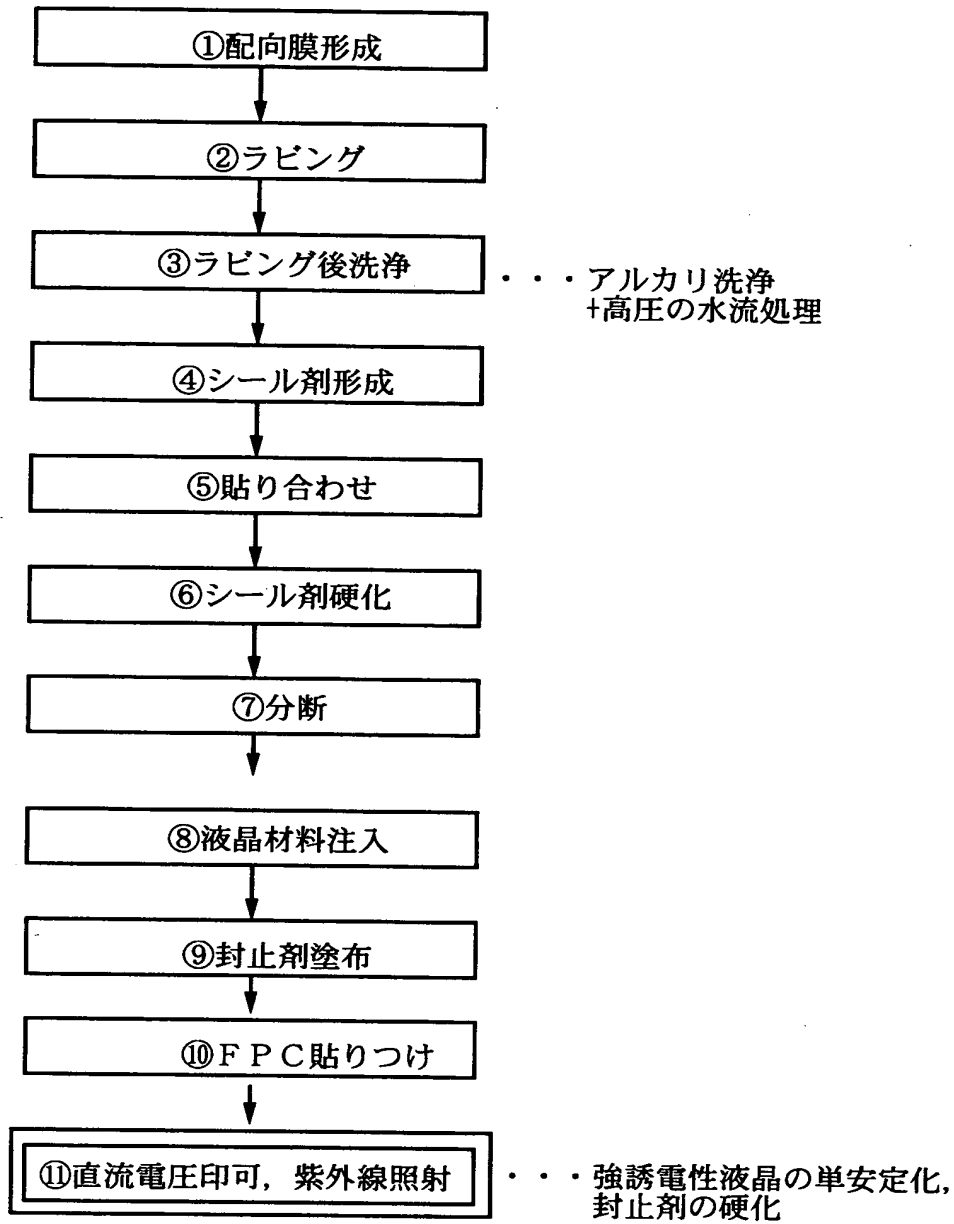 ①配向膜形成
②ラビング
③ラビング後洗浄
・・・アルカリ洗浄
+高圧の水流処理
④シール剤形成
⑤貼り合わせ
⑥シール剤硬化
⑦分断
⑧液晶材料注入
⑨封止剤塗布
⑩ＦＰＣ貼りつけ
⑪直流電圧印可，紫外線照射
・・・強誘電性液晶の単安定化，
封止剤の硬化